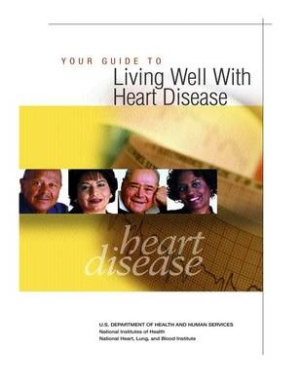 YOUR GUIDE TO
Living Well With
Heart Disease
heart
disease
U.S. DEPARTMENT OF HEALTH AND HUMAN SERVICES
National Institutes of Health
National Heart, Lung, and Blood Institute